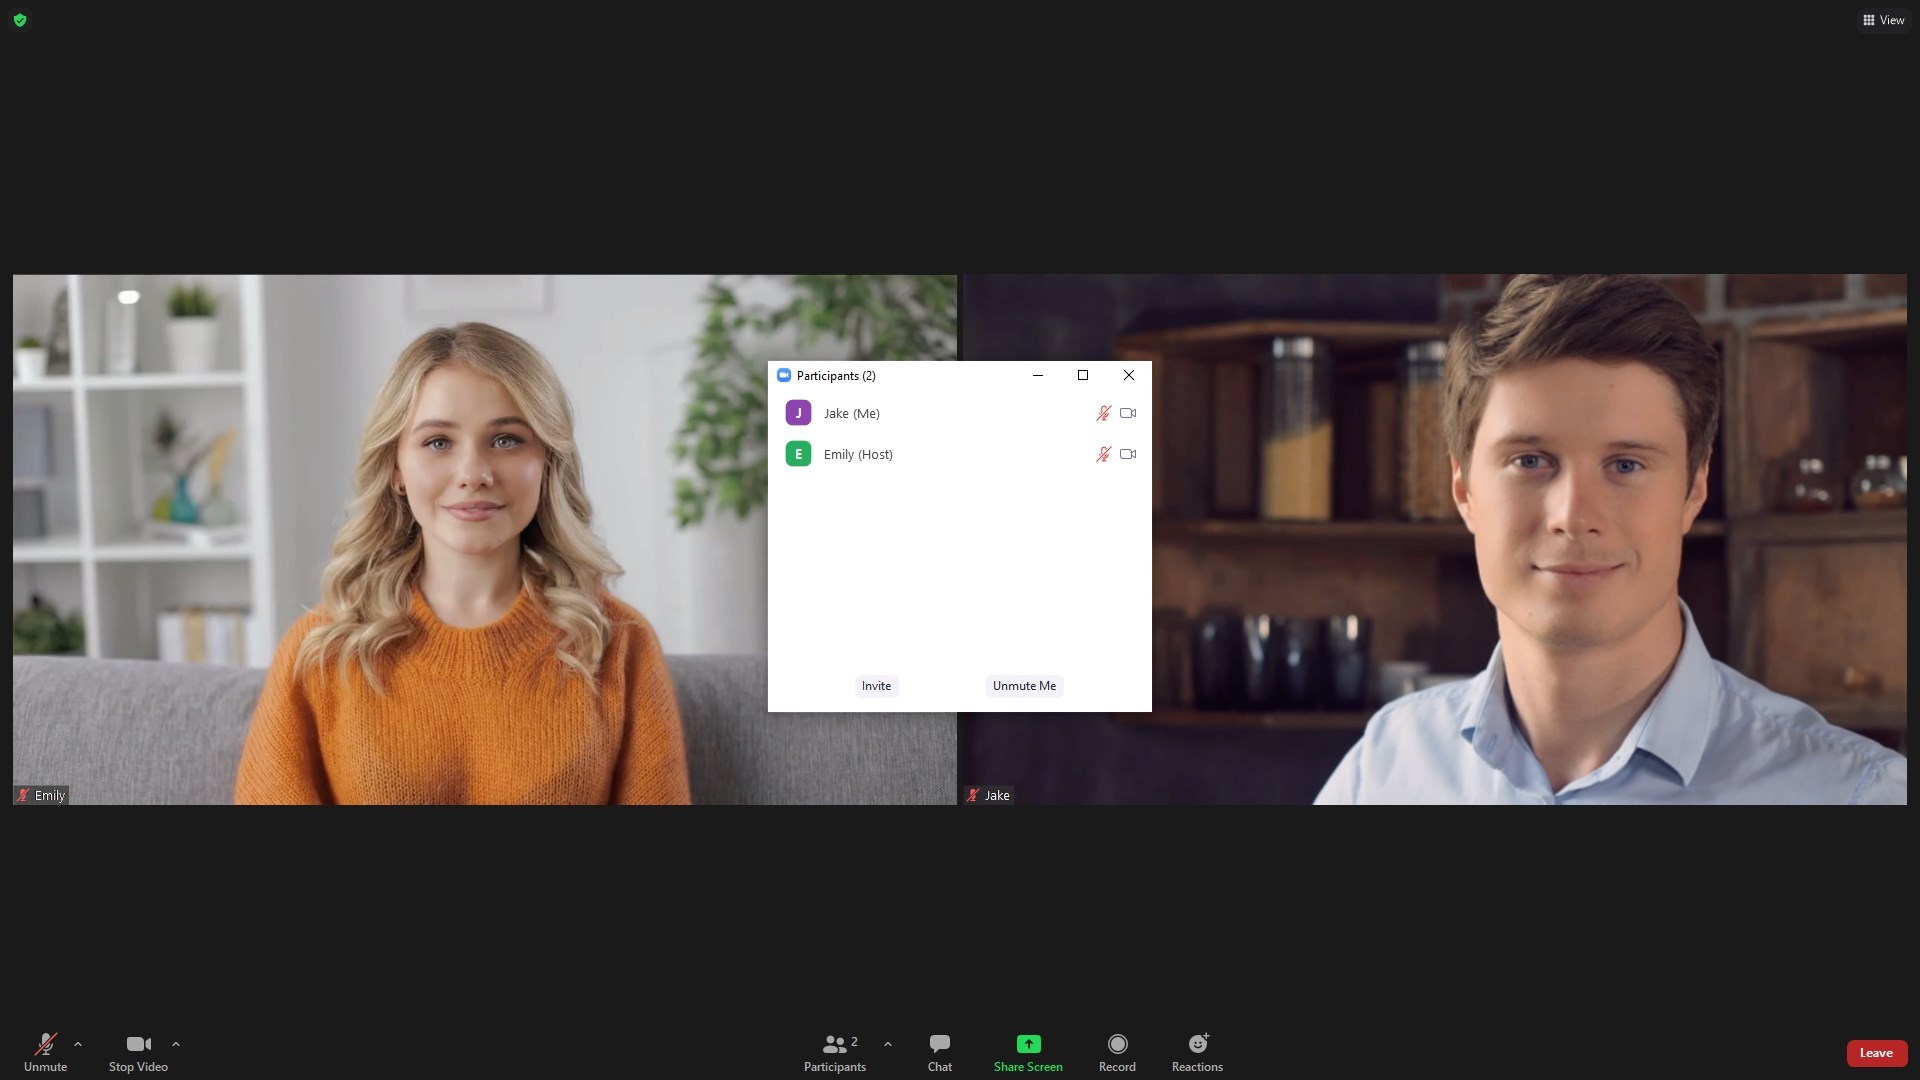 View
Participants (2)
J Jake (Me)
E Emily (Host)
Invite Unmute Me
Emily
Jake
Unmute
Stop Video
2
Participants
Chat
Share Screen
Record
Reactions
Leave